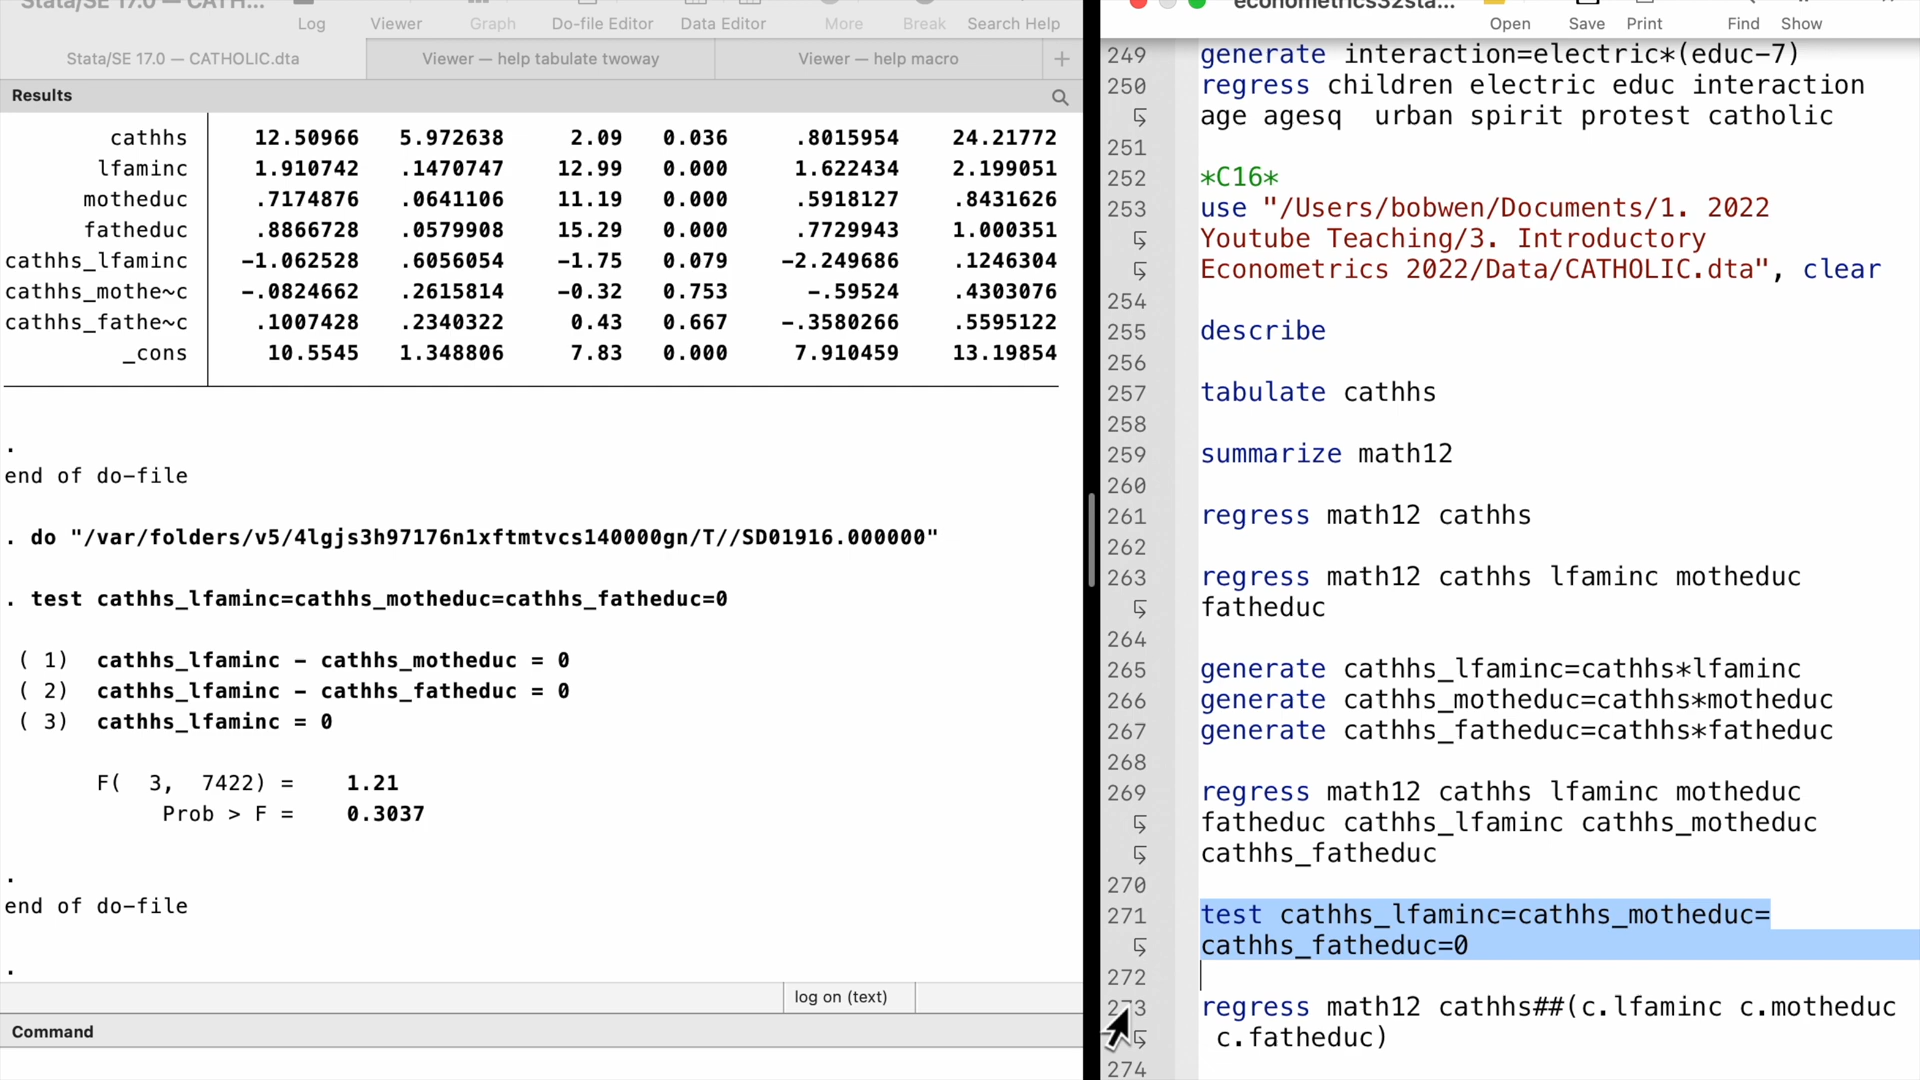 Stata/SE 17.0 — CATH...
Log Viewer Graph Do-file Editor Data Editor More Break Search Help
Stata/SE 17.0 — CATHOLIC.dta Viewer — help tabulate twoway Viewer — help macro +
Results
cathhs 12.50966 5.972638 2.09 0.036 .8015954 24.21772
lfaminc 1.910742 .1470747 12.99 0.000 1.622434 2.199051
motheduc .7174876 .0641106 11.19 0.000 .5918127 .8431626
fatheduc .8866728 .0579908 15.29 0.000 .7729943 1.000351
cathhs_lfaminc -1.062528 .6056054 -1.75 0.079 -2.249686 .1246304
cathhs_mothe~c -.0824662 .2615814 -0.32 0.753 -.59524 .4303076
cathhs_fathe~c .1007428 .2340322 0.43 0.667 -.3580266 .5595122
_cons 10.5545 1.348806 7.83 0.000 7.910459 13.19854
.
end of do-file
. do "/var/folders/v5/4lgjs3h97176n1xftmtvcs140000gn/T//SD01916.000000"
. test cathhs_lfaminc=cathhs_motheduc=cathhs_fatheduc=0
( 1) cathhs_lfaminc - cathhs_motheduc = 0
( 2) cathhs_lfaminc - cathhs_fatheduc = 0
( 3) cathhs_lfaminc = 0
F( 3, 7422) = 1.21
Prob > F = 0.3037
.
end of do-file
.
log on (text)
Command
econometrics32sta...
Open Save Print Find Show
249 generate interaction=electric*(educ-7)
250 regress children electric educ interaction
age agesq urban spirit protest catholic
251
252 *C16*
253 use "/Users/bobwen/Documents/1. 2022
Youtube Teaching/3. Introductory
Econometrics 2022/Data/CATHOLIC.dta", clear
254
255 describe
256
257 tabulate cathhs
258
259 summarize math12
260
261 regress math12 cathhs
262
263 regress math12 cathhs lfaminc motheduc
fatheduc
264
265 generate cathhs_lfaminc=cathhs*lfaminc
266 generate cathhs_motheduc=cathhs*motheduc
267 generate cathhs_fatheduc=cathhs*fatheduc
268
269 regress math12 cathhs lfaminc motheduc
fatheduc cathhs_lfaminc cathhs_motheduc
cathhs_fatheduc
270
271 test cathhs_lfaminc=cathhs_motheduc=
cathhs_fatheduc=0
272
273 regress math12 cathhs##(c.lfaminc c.motheduc
c.fatheduc)
274